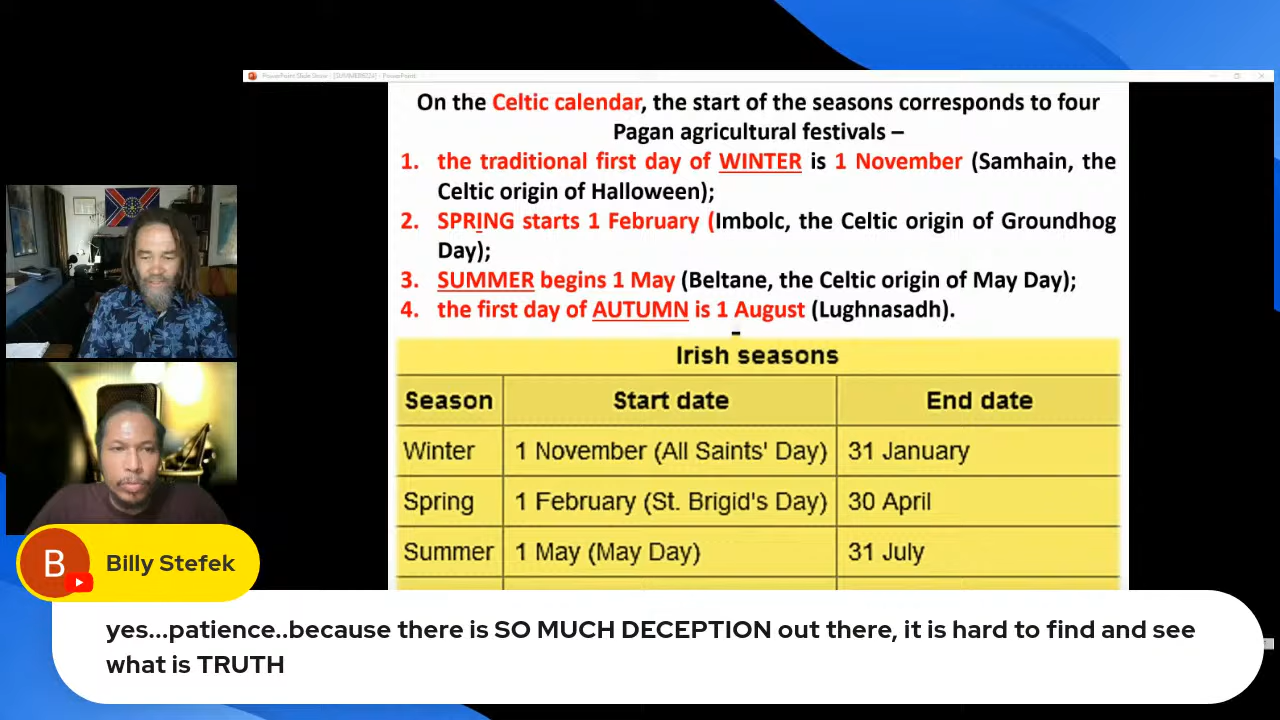 PowerPoint Slide Show - [SUMMER2024] - PowerPoint
On the Celtic calendar, the start of the seasons corresponds to four
Pagan agricultural festivals –
1. the traditional first day of WINTER is 1 November (Samhain, the
Celtic origin of Halloween);
2. SPRING starts 1 February (Imbolc, the Celtic origin of Groundhog
Day);
3. SUMMER begins 1 May (Beltane, the Celtic origin of May Day);
4. the first day of AUTUMN is 1 August (Lughnasadh).
Irish seasons
Season Start date End date
Winter 1 November (All Saints' Day) 31 January
Spring 1 February (St. Brigid's Day) 30 April
Summer 1 May (May Day) 31 July
B Billy Stefek
yes...patience..because there is SO MUCH DECEPTION out there, it is hard to find and see
what is TRUTH